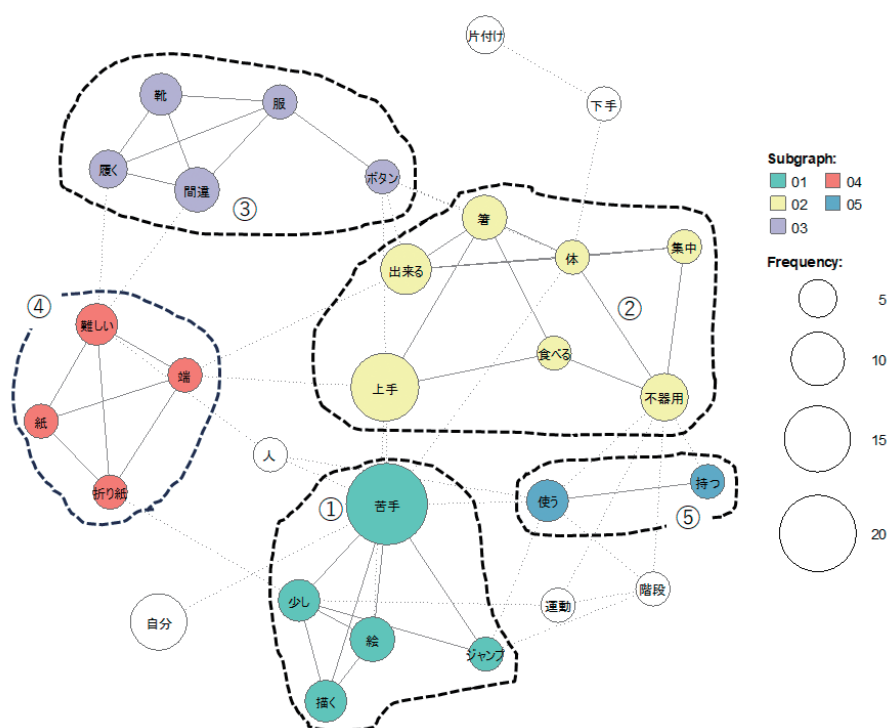 片付け
下手
靴
服
履く
間違
ボタン
③
箸
体
集中
出来る
②
食べる
上手
不器用
④
難しい
端
紙
折り紙
人
①
苦手
使う
持つ
⑤
少し
絵
ジャンプ
描く
運動
階段
自分
Subgraph:
01 04
02 05
03
Frequency:
5
10
15
20